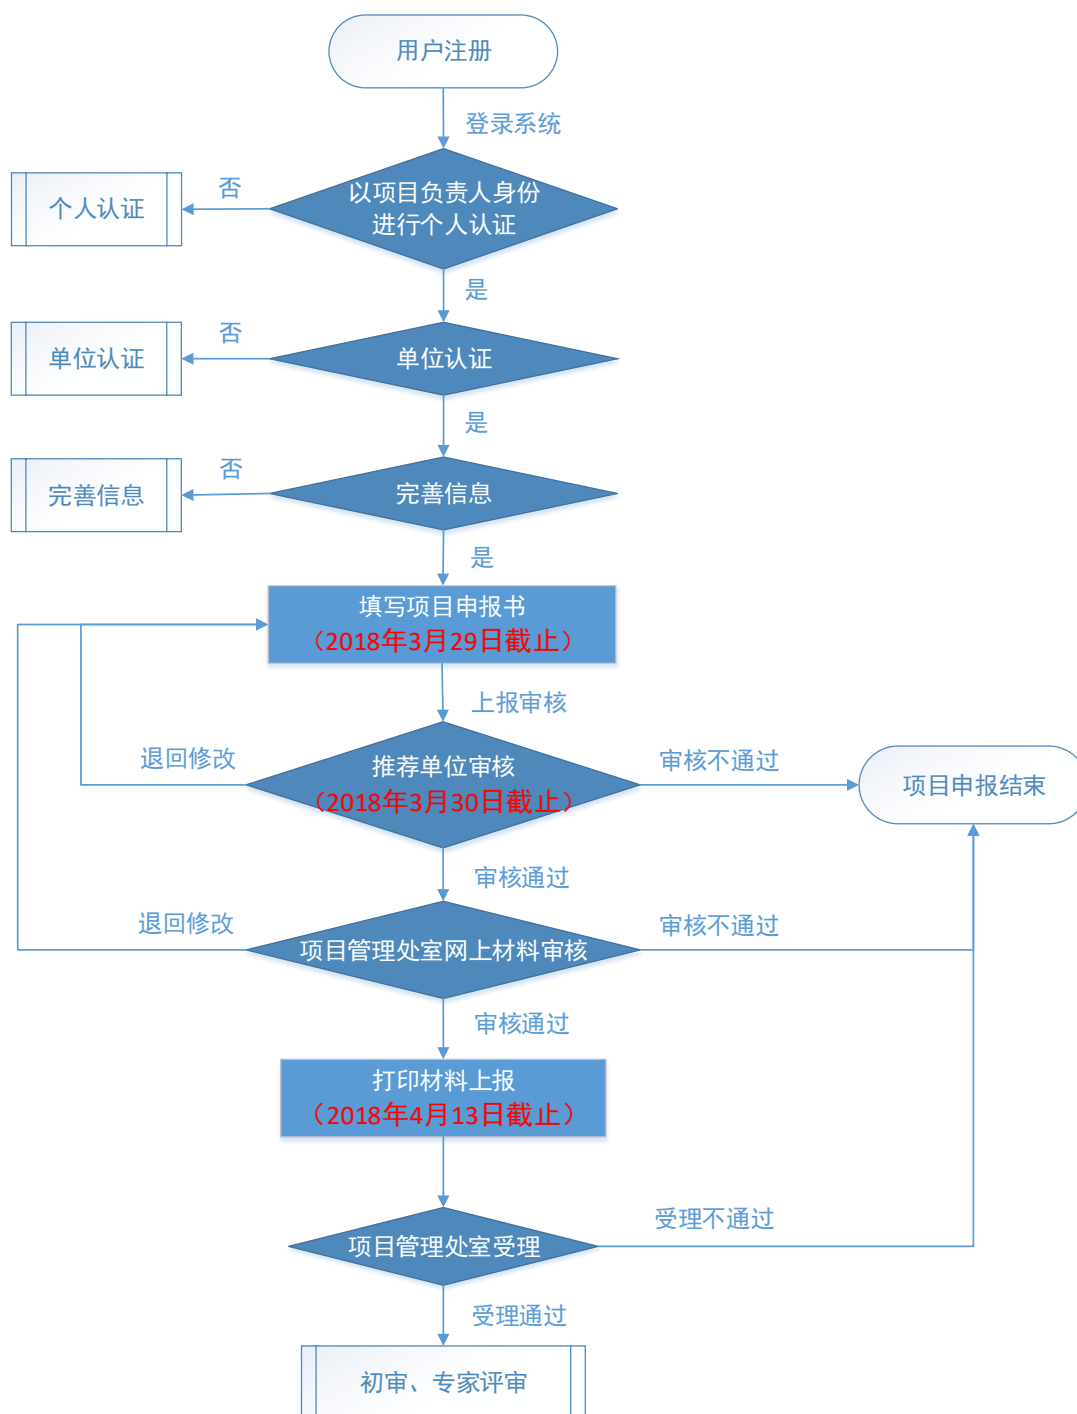 用户注册
登录系统
以项目负责人身份
进行个人认证
否
个人认证
是
单位认证
否
单位认证
是
完善信息
否
完善信息
是
填写项目申报书
（2018年3月29日截止）
上报审核
推荐单位审核
（2018年3月30日截止）
退回修改
审核不通过
项目申报结束
审核通过
项目管理处室网上材料审核
退回修改
审核不通过
审核通过
打印材料上报
（2018年4月13日截止）
项目管理处室受理
受理不通过
受理通过
初审、专家评审